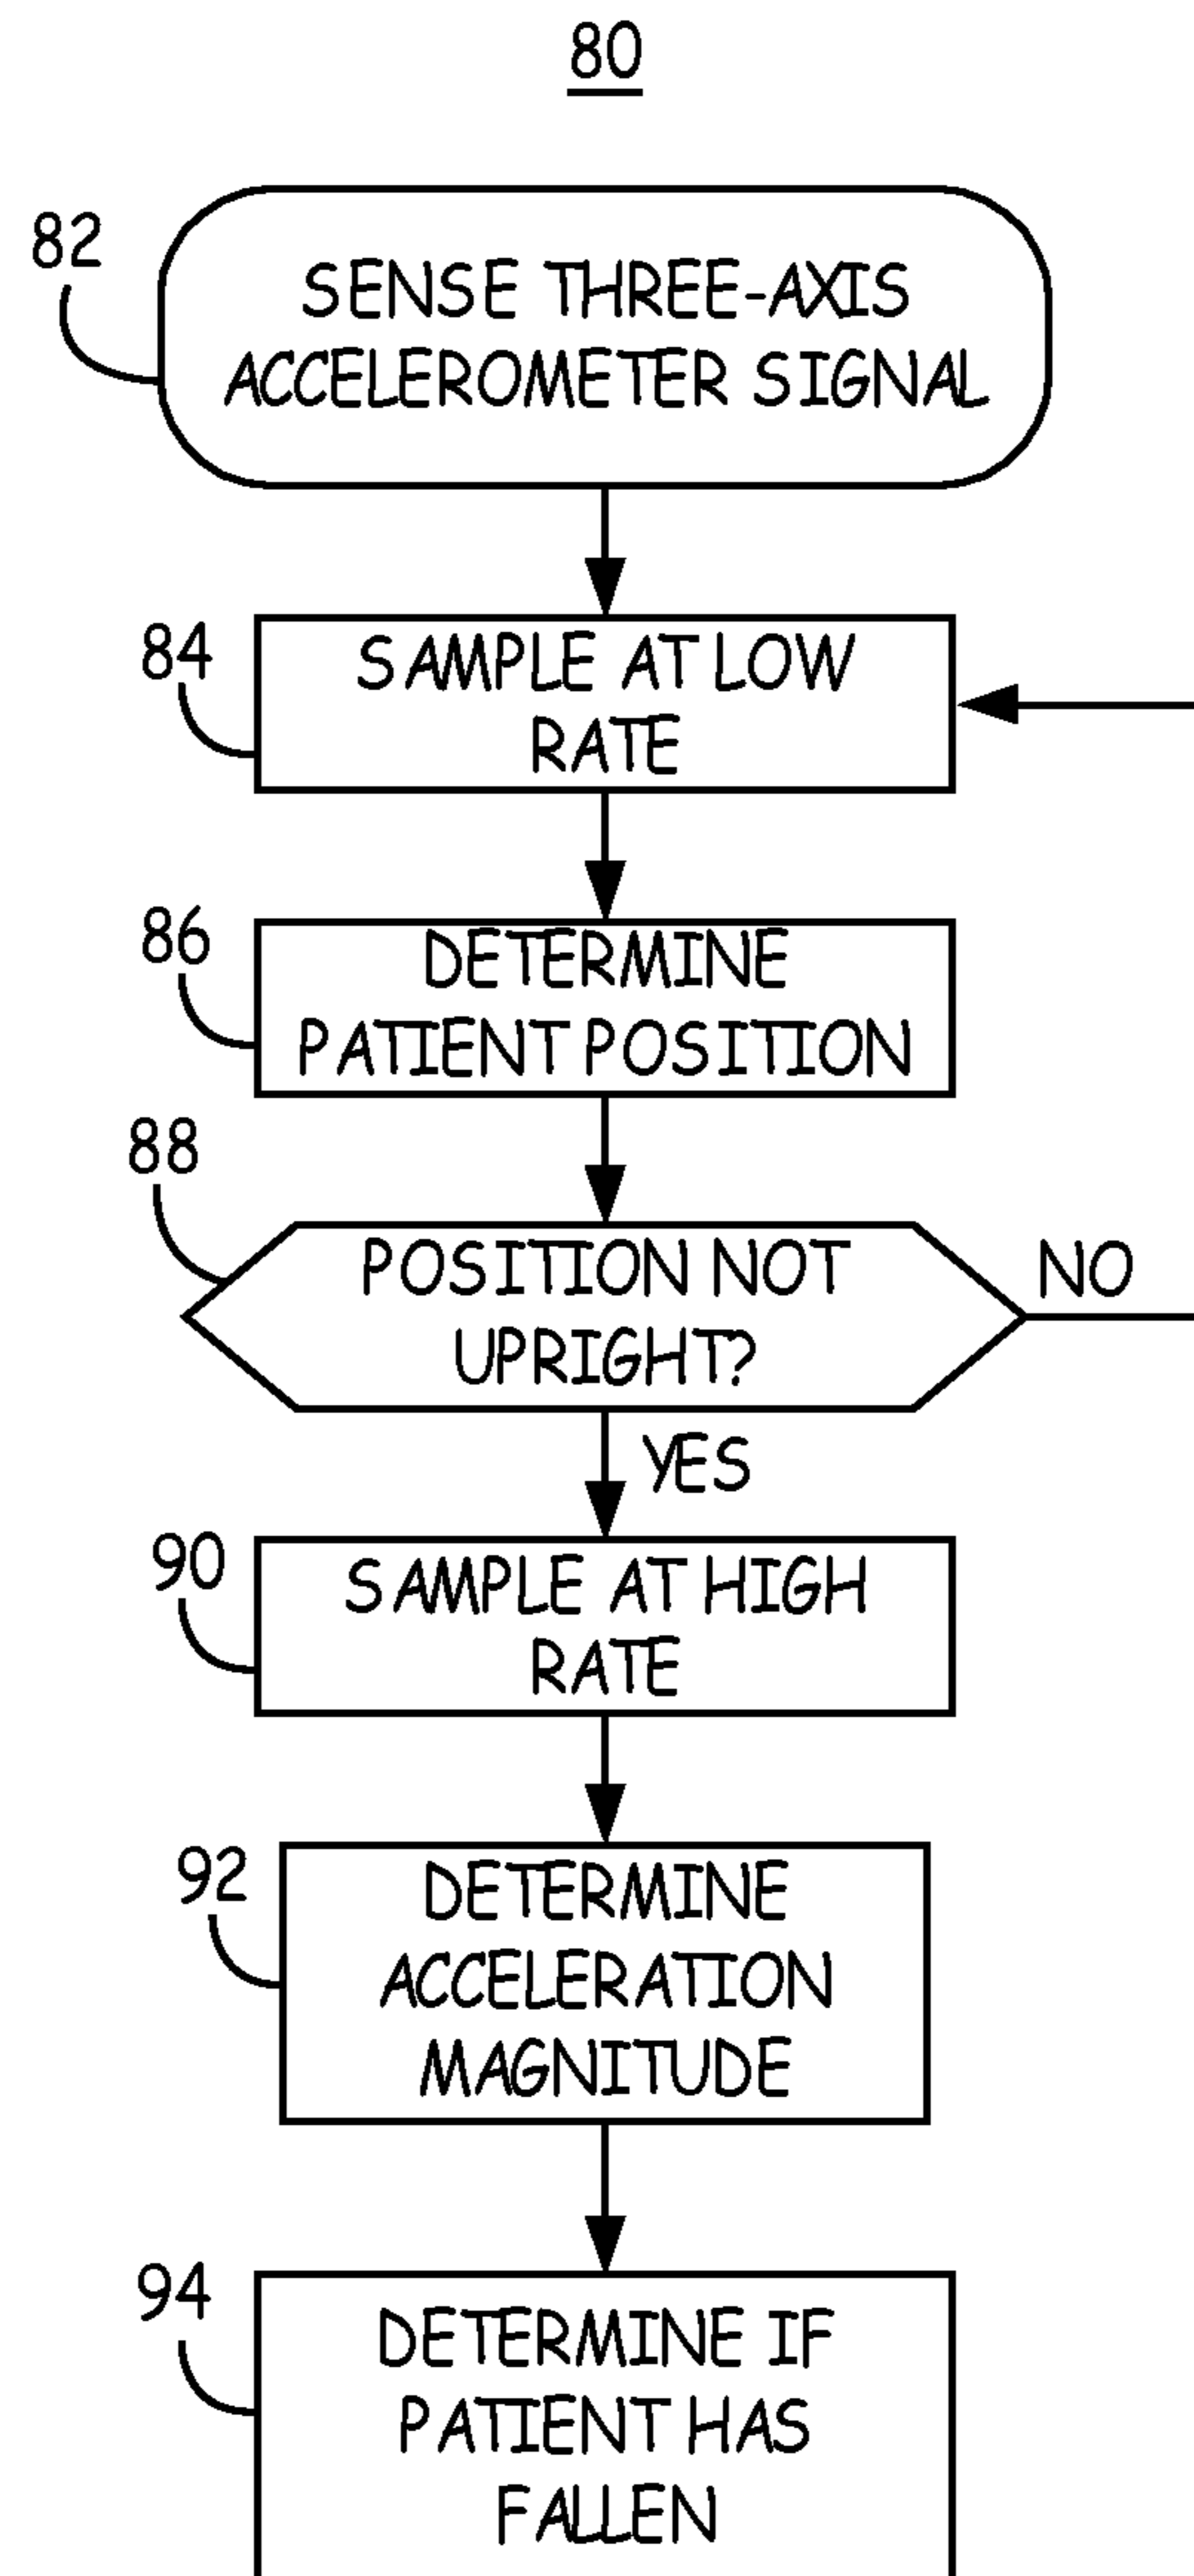 80
82
SENSE THREE-AXIS
ACCELEROMETER SIGNAL
84
SAMPLE AT LOW
RATE
86
DETERMINE
PATIENT POSITION
88
POSITION NOT
UPRIGHT?
NO
YES
90
SAMPLE AT HIGH
RATE
92
DETERMINE
ACCELERATION
MAGNITUDE
94
DETERMINE IF
PATIENT HAS
FALLEN